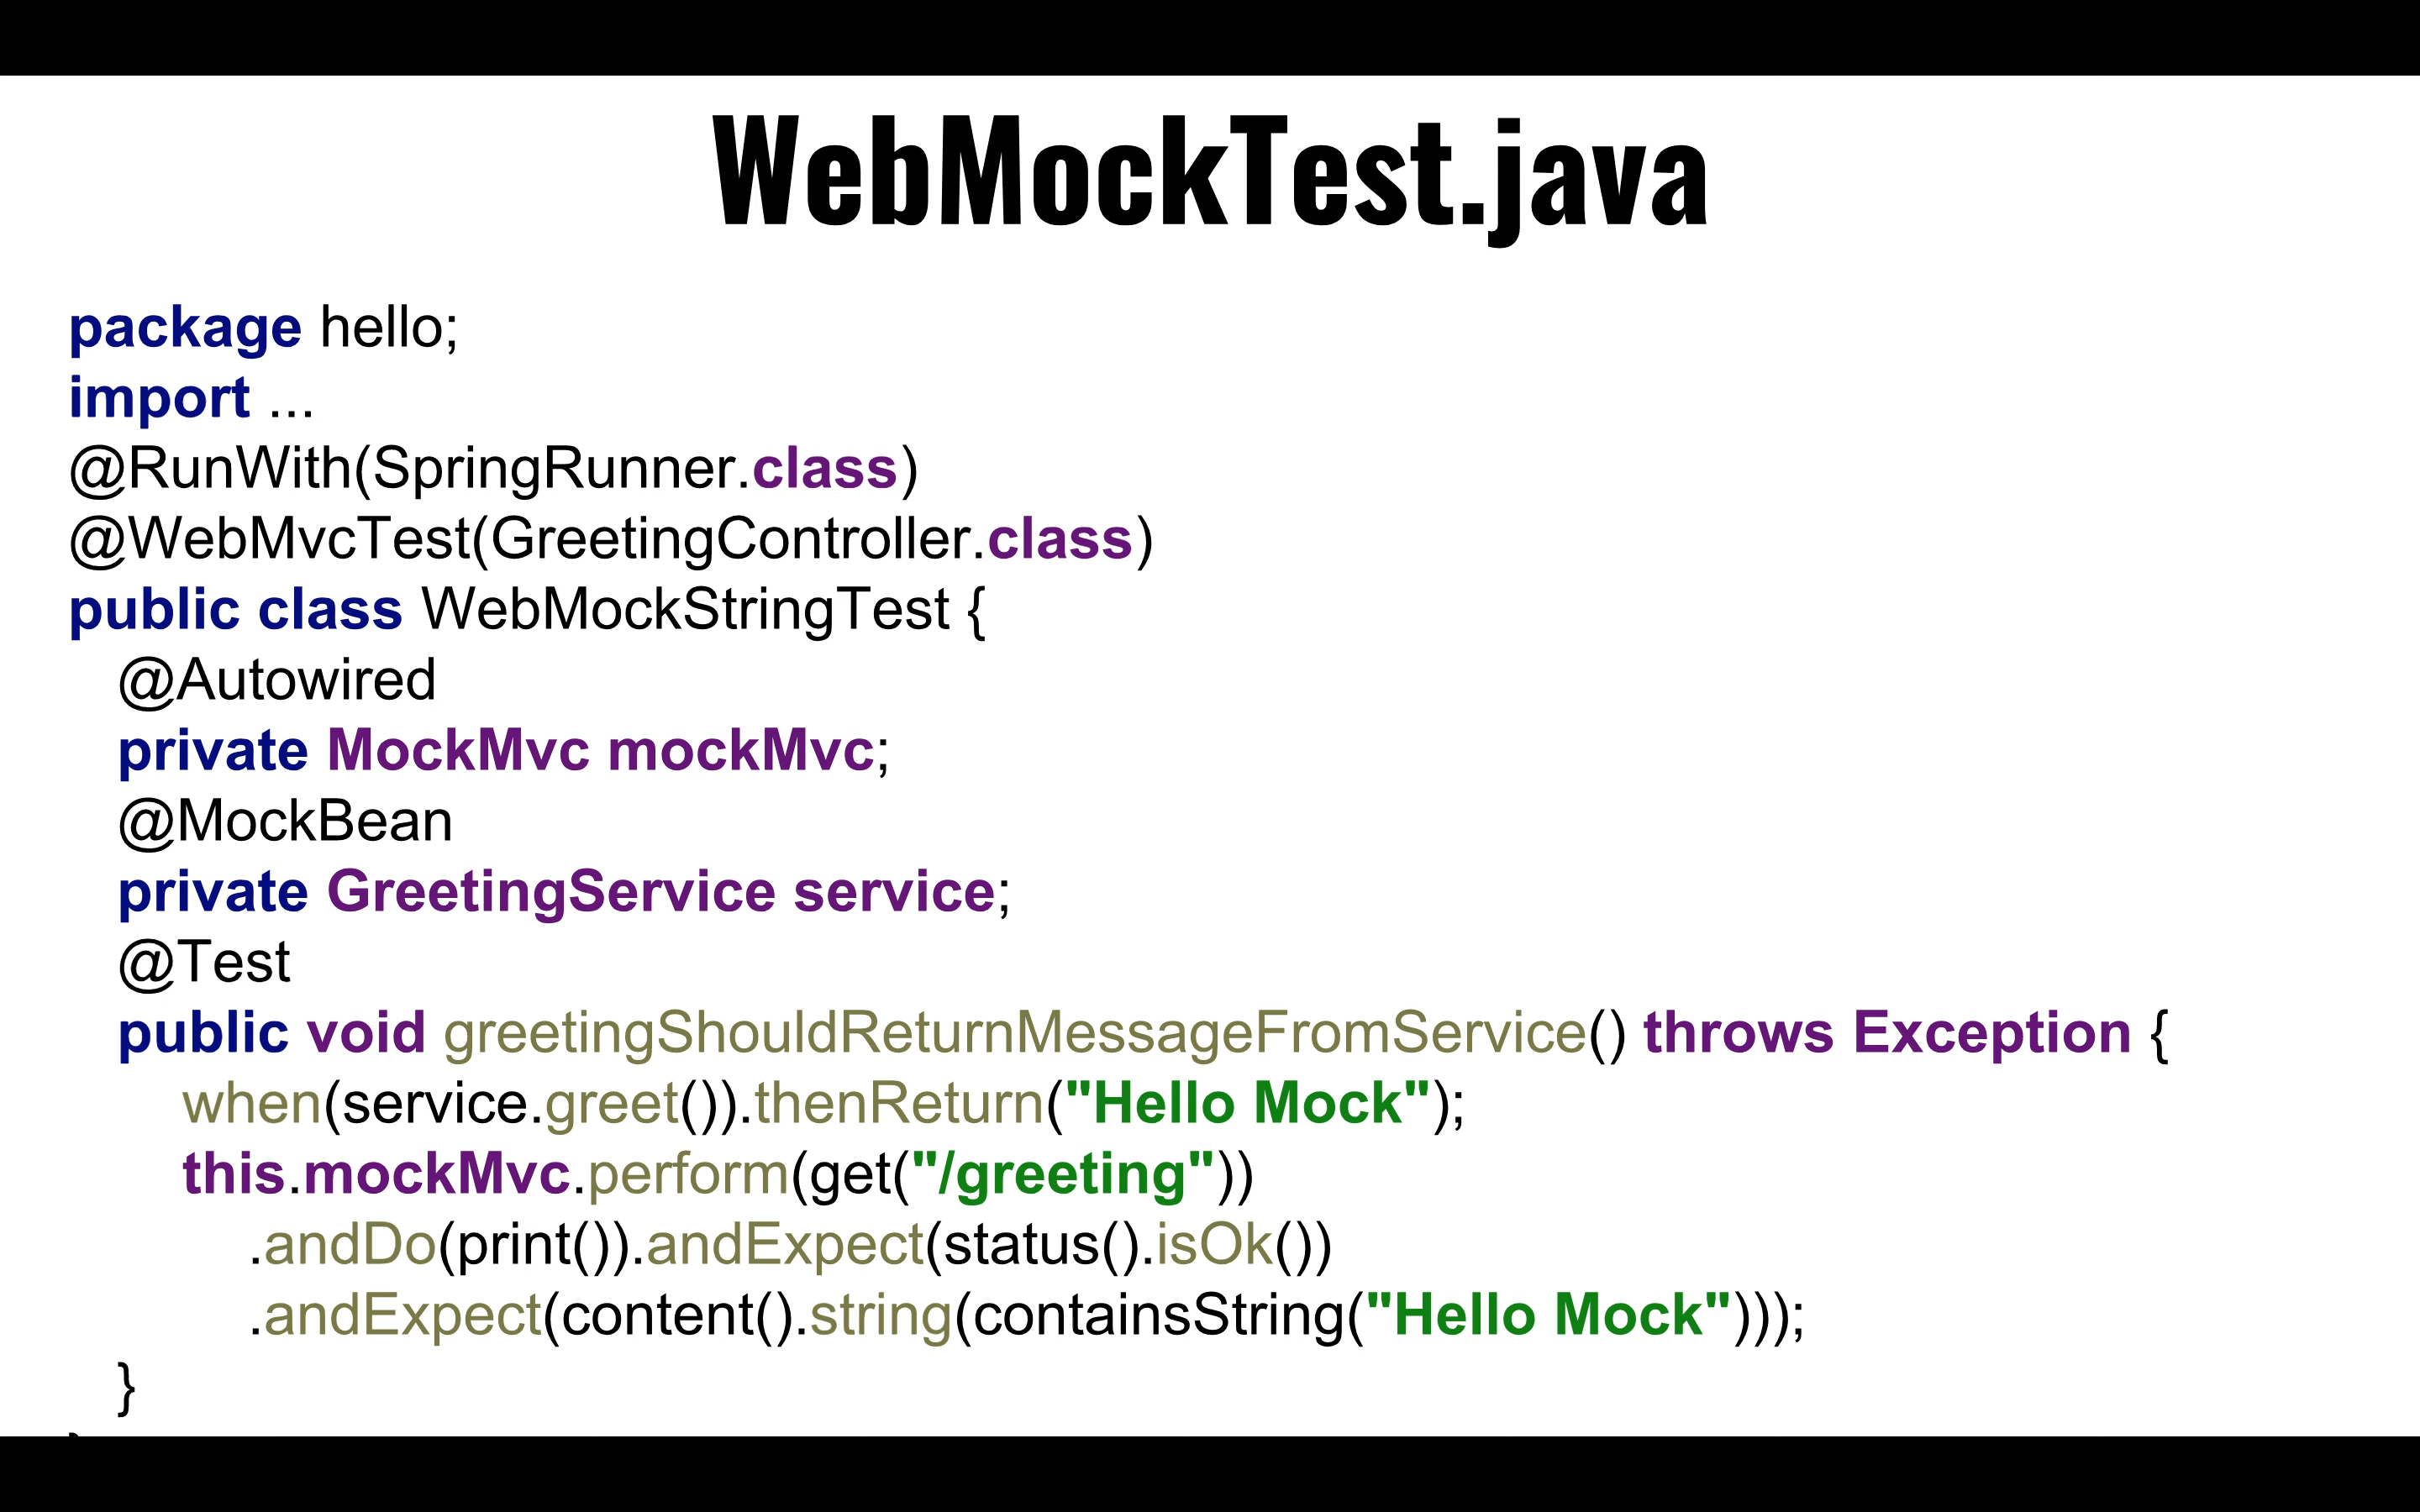 WebMockTest.java
package hello;
import ...
@RunWith(SpringRunner.class)
@WebMvcTest(GreetingController.class)
public class WebMockStringTest {
@Autowired
private MockMvc mockMvc;
@MockBean
private GreetingService service;
@Test
public void greetingShouldReturnMessageFromService() throws Exception {
when(service.greet()).thenReturn("Hello Mock");
this.mockMvc.perform(get("/greeting"))
.andDo(print()).andExpect(status().isOk())
.andExpect(content().string(containsString("Hello Mock")));
}